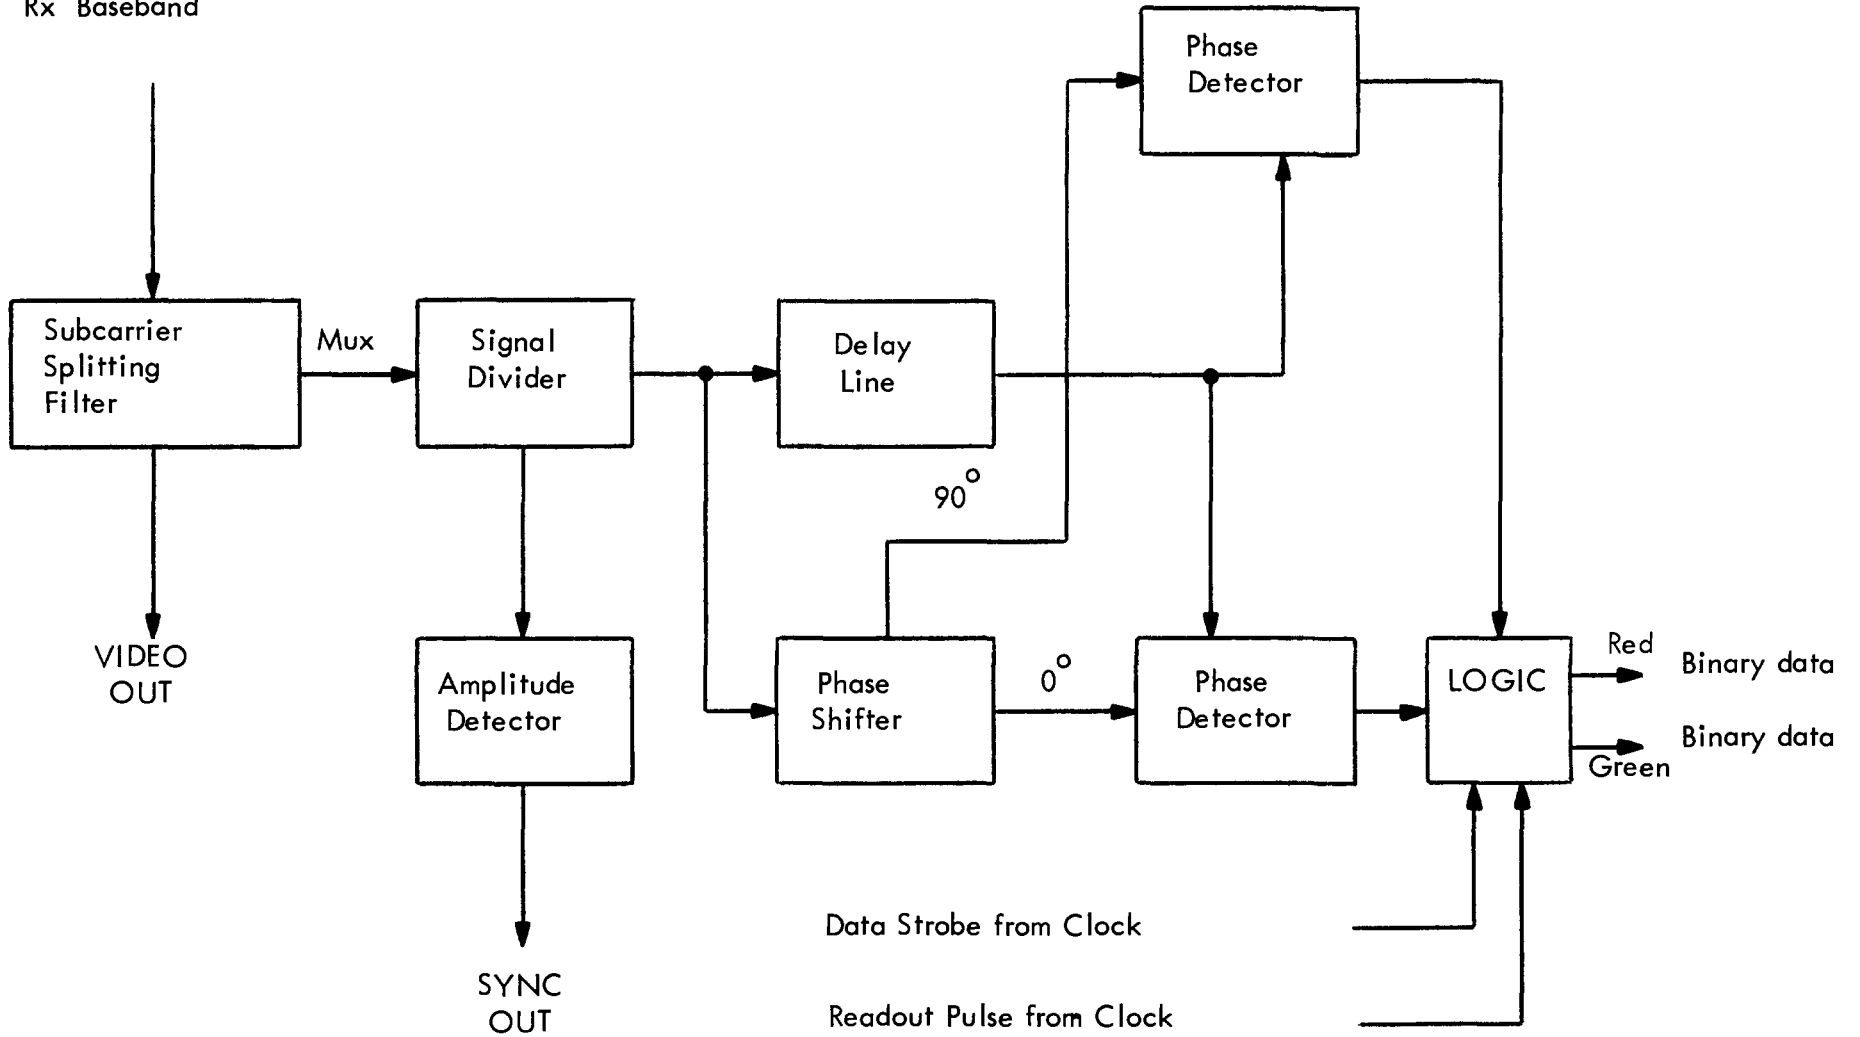 Rx Baseband
Phase
Detector
Subcarrier
Splitting
Filter
Mux
Signal
Divider
Delay
Line
90°
VIDEO
OUT
Amplitude
Detector
Phase
Shifter
0°
Phase
Detector
LOGIC
Red
Binary data
Binary data
Green
Data Strobe from Clock
SYNC
OUT
Readout Pulse from Clock